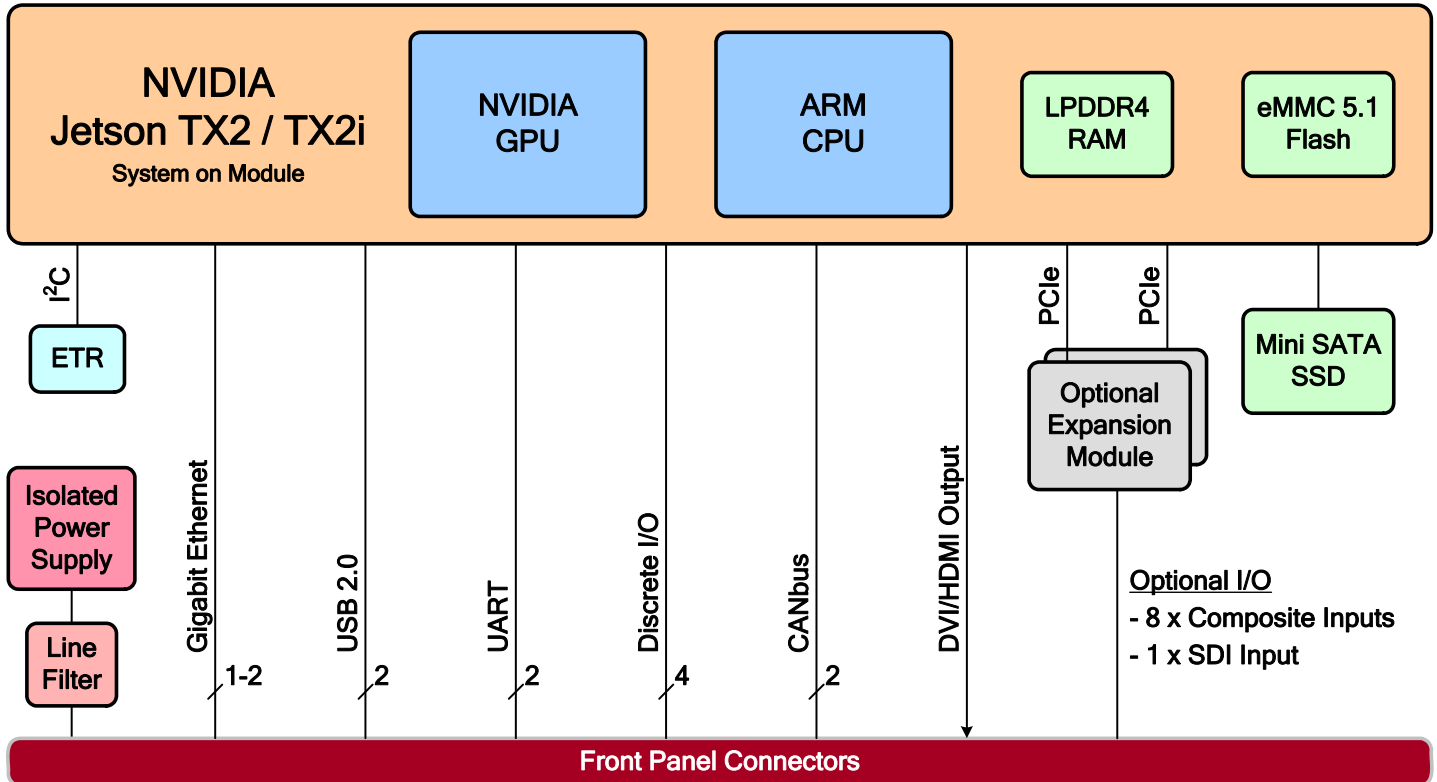 NVIDIA
Jetson TX2 / TX2i
System on Module
NVIDIA
GPU
ARM
CPU
LPDDR4
RAM
eMMC 5.1
Flash
I²C
ETR
PCIe
PCIe
Mini SATA
SSD
Optional
Expansion
Module
Isolated
Power
Supply
Line
Filter
Gigabit Ethernet
1-2
USB 2.0
2
UART
2
Discrete I/O
4
CANbus
2
DVI/HDMI Output
Optional I/O
- 8 x Composite Inputs
- 1 x SDI Input
Front Panel Connectors